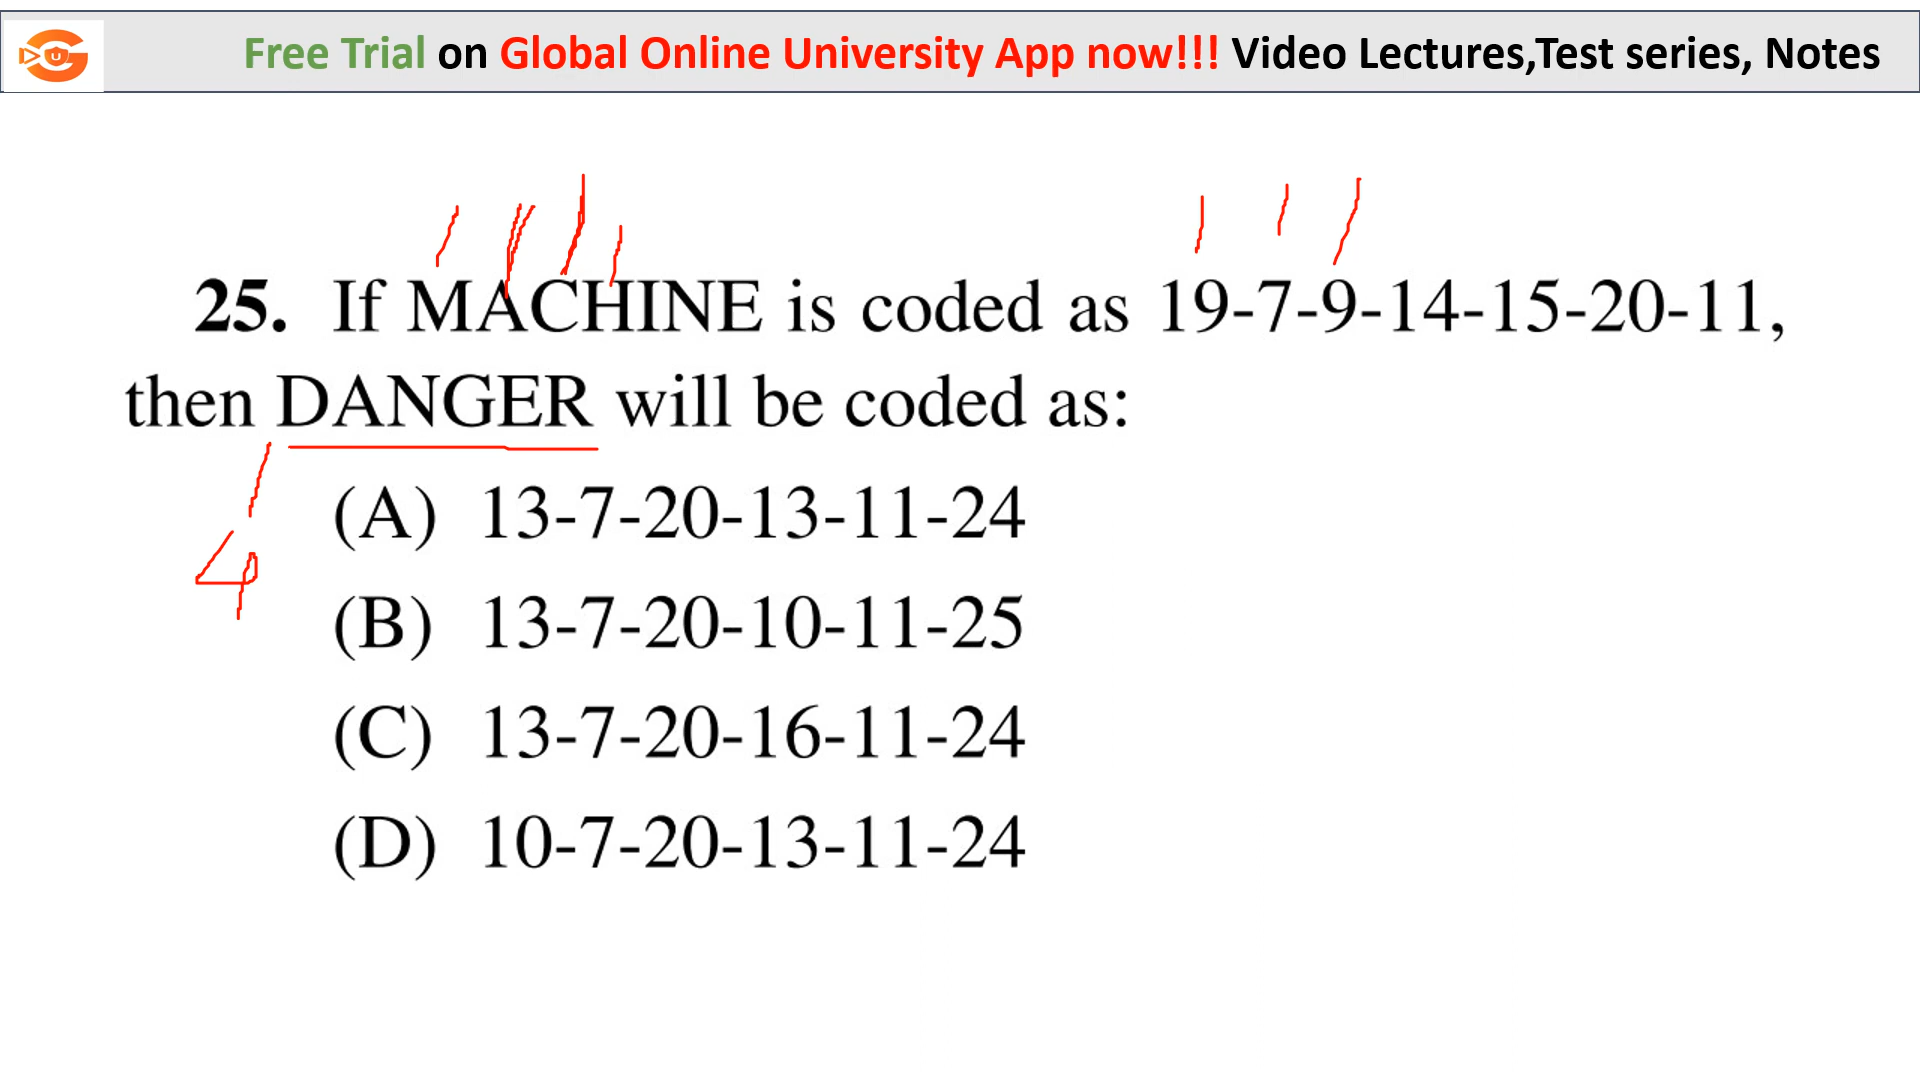 Free Trial on Global Online University App now!!! Video Lectures,Test series, Notes
U
25. If MACHINE is coded as 19-7-9-14-15-20-11,
then DANGER will be coded as:
4
(A) 13-7-20-13-11-24
(B) 13-7-20-10-11-25
(C) 13-7-20-16-11-24
(D) 10-7-20-13-11-24